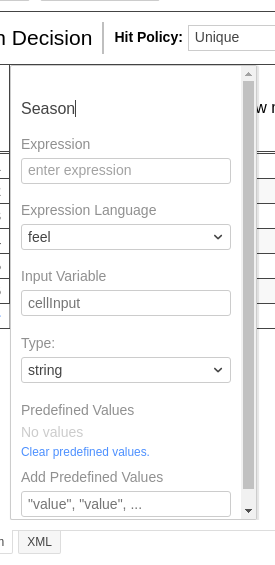 n Decision
Hit Policy:
Unique
Season
Expression
enter expression
Expression Language
feel
Input Variable
cellInput
Type:
string
Predefined Values
No values
Clear predefined values.
Add Predefined Values
"value", "value", ...
XML